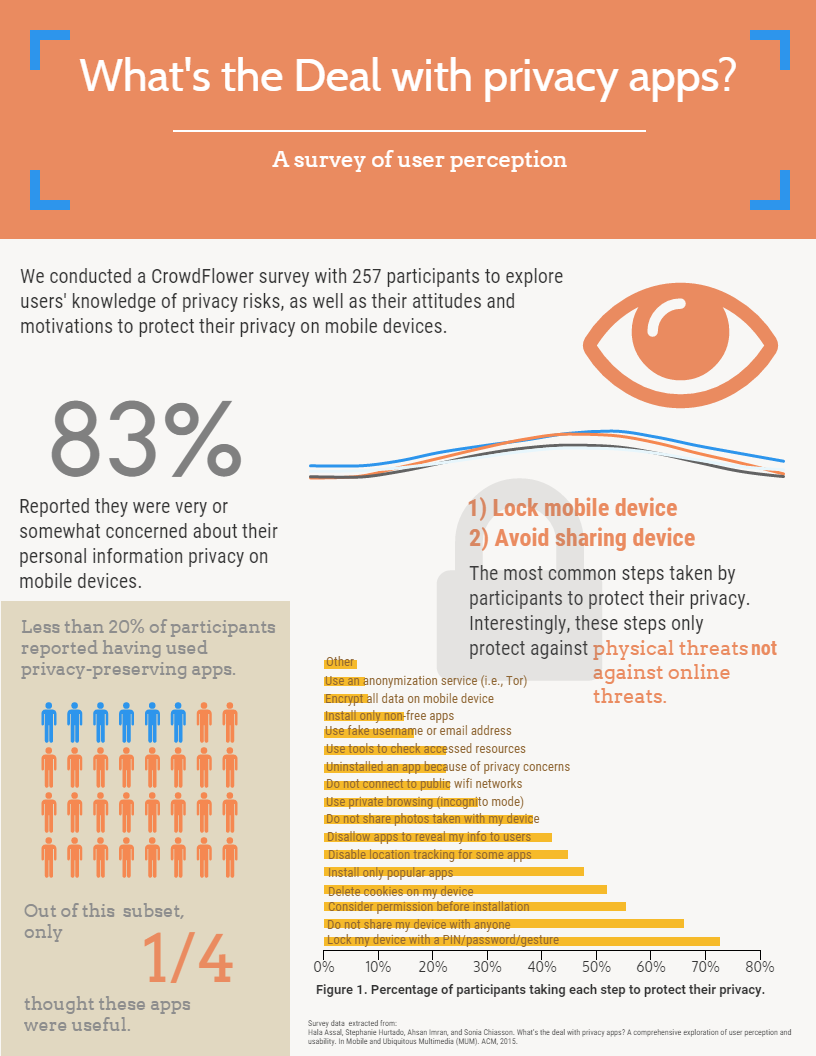 What's the Deal with privacy apps?
A survey of user perception
We conducted a CrowdFlower survey with 257 participants to explore
users' knowledge of privacy risks, as well as their attitudes and
motivations to protect their privacy on mobile devices.
83%
Reported they were very or
somewhat concerned about their
personal information privacy on
mobile devices.
1) Lock mobile device
2) Avoid sharing device
The most common steps taken by
participants to protect their privacy.
Interestingly, these steps only
protect against physical threats not
against online
threats.
Less than 20% of participants
reported having used
privacy-preserving apps.
Out of this subset,
only
1/4
thought these apps
were useful.
Other
Use an anonymization service (i.e., Tor)
Encrypt all data on mobile device
Install only non-free apps
Use fake username or email address
Use tools to check accessed resources
Uninstalled an app because of privacy concerns
Do not connect to public wifi networks
Use private browsing (incognito mode)
Do not share photos taken with my device
Disallow apps to reveal my info to users
Disable location tracking for some apps
Install only popular apps
Delete cookies on my device
Consider permission before installation
Do not share my device with anyone
Lock my device with a PIN/password/gesture
0% 10% 20% 30% 40% 50% 60% 70% 80%
Figure 1. Percentage of participants taking each step to protect their privacy.
Survey data extracted from:
Hala Assal, Stephanie Hurtado, Ahsan Imran, and Sonia Chiasson. What's the deal with privacy apps? A comprehensive exploration of user perception and
usability. In Mobile and Ubiquitous Multimedia (MUM). ACM, 2015.